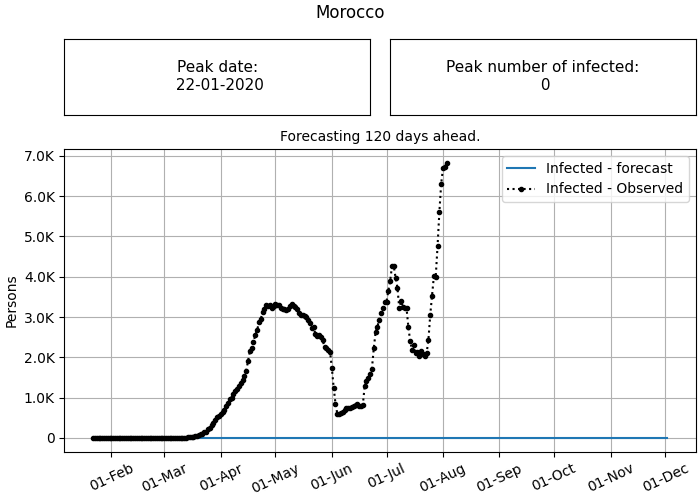 Morocco
Peak date:
22-01-2020
Peak number of infected:
0
Forecasting 120 days ahead.
7.0K
6.0K
5.0K
4.0K
3.0K
2.0K
1.0K
0
Persons
Infected - forecast
Infected - Observed
01-Feb
01-Mar
01-Apr
01-May
01-Jun
01-Jul
01-Aug
01-Sep
01-Oct
01-Nov
01-Dec